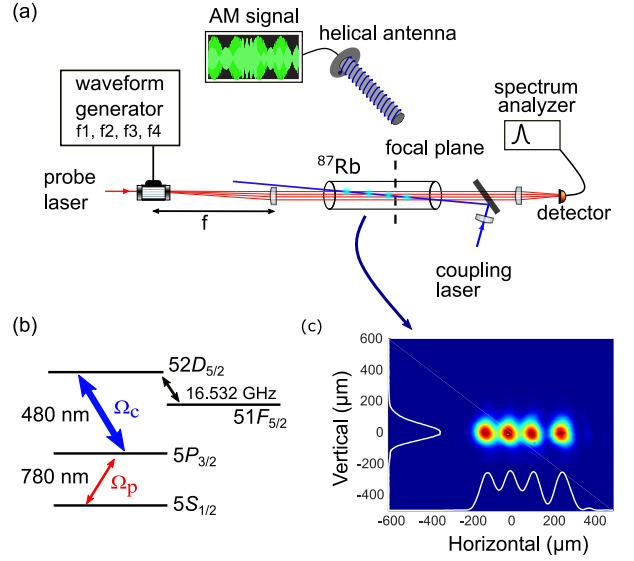 (a)
AM signal
helical antenna
waveform
generator
f1, f2, f3, f4
spectrum
analyzer
probe
laser
⁸⁷Rb
focal plane
f
detector
coupling
laser
(b)
52D₅/₂
16.532 GHz
51F₅/₂
480 nm
Ωc
5P₃/₂
780 nm
Ωp
5S₁/₂
(c)
Vertical (µm)
600
400
200
0
-200
-400
-500
-600
-400
-200
0
200
400
Horizontal (µm)